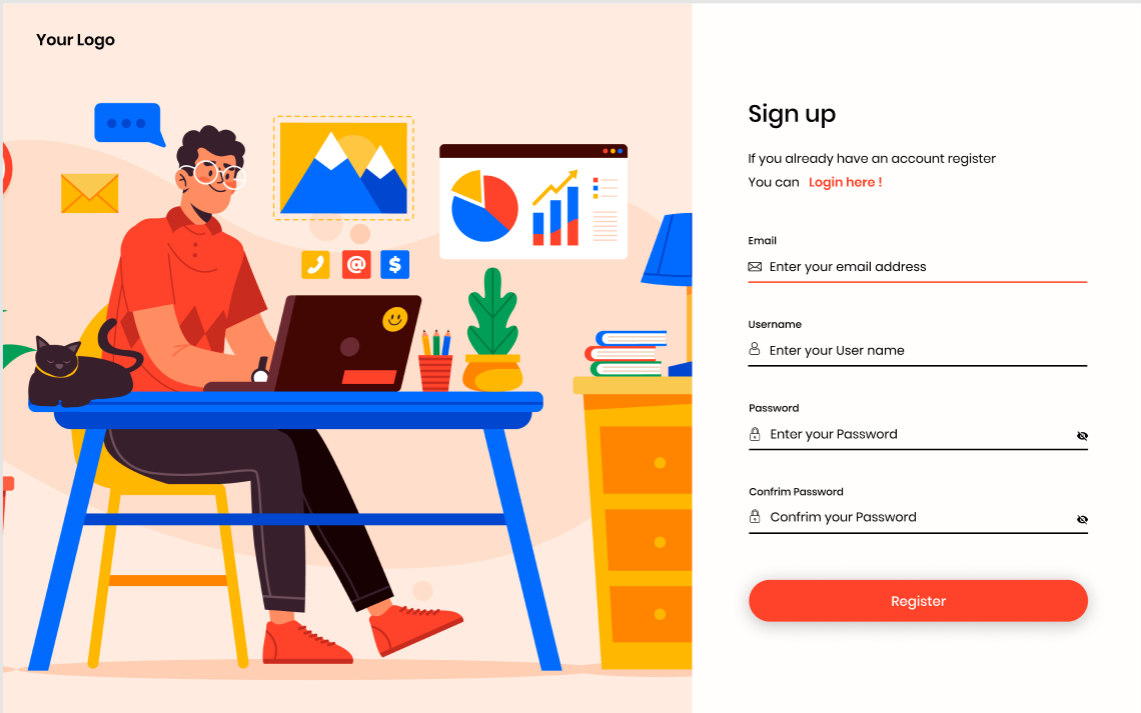 Your Logo
@
$
Sign up
If you already have an account register
You can Login here !
Email
Enter your email address
Username
Enter your User name
Password
Enter your Password
Confrim Password
Confrim your Password
Register